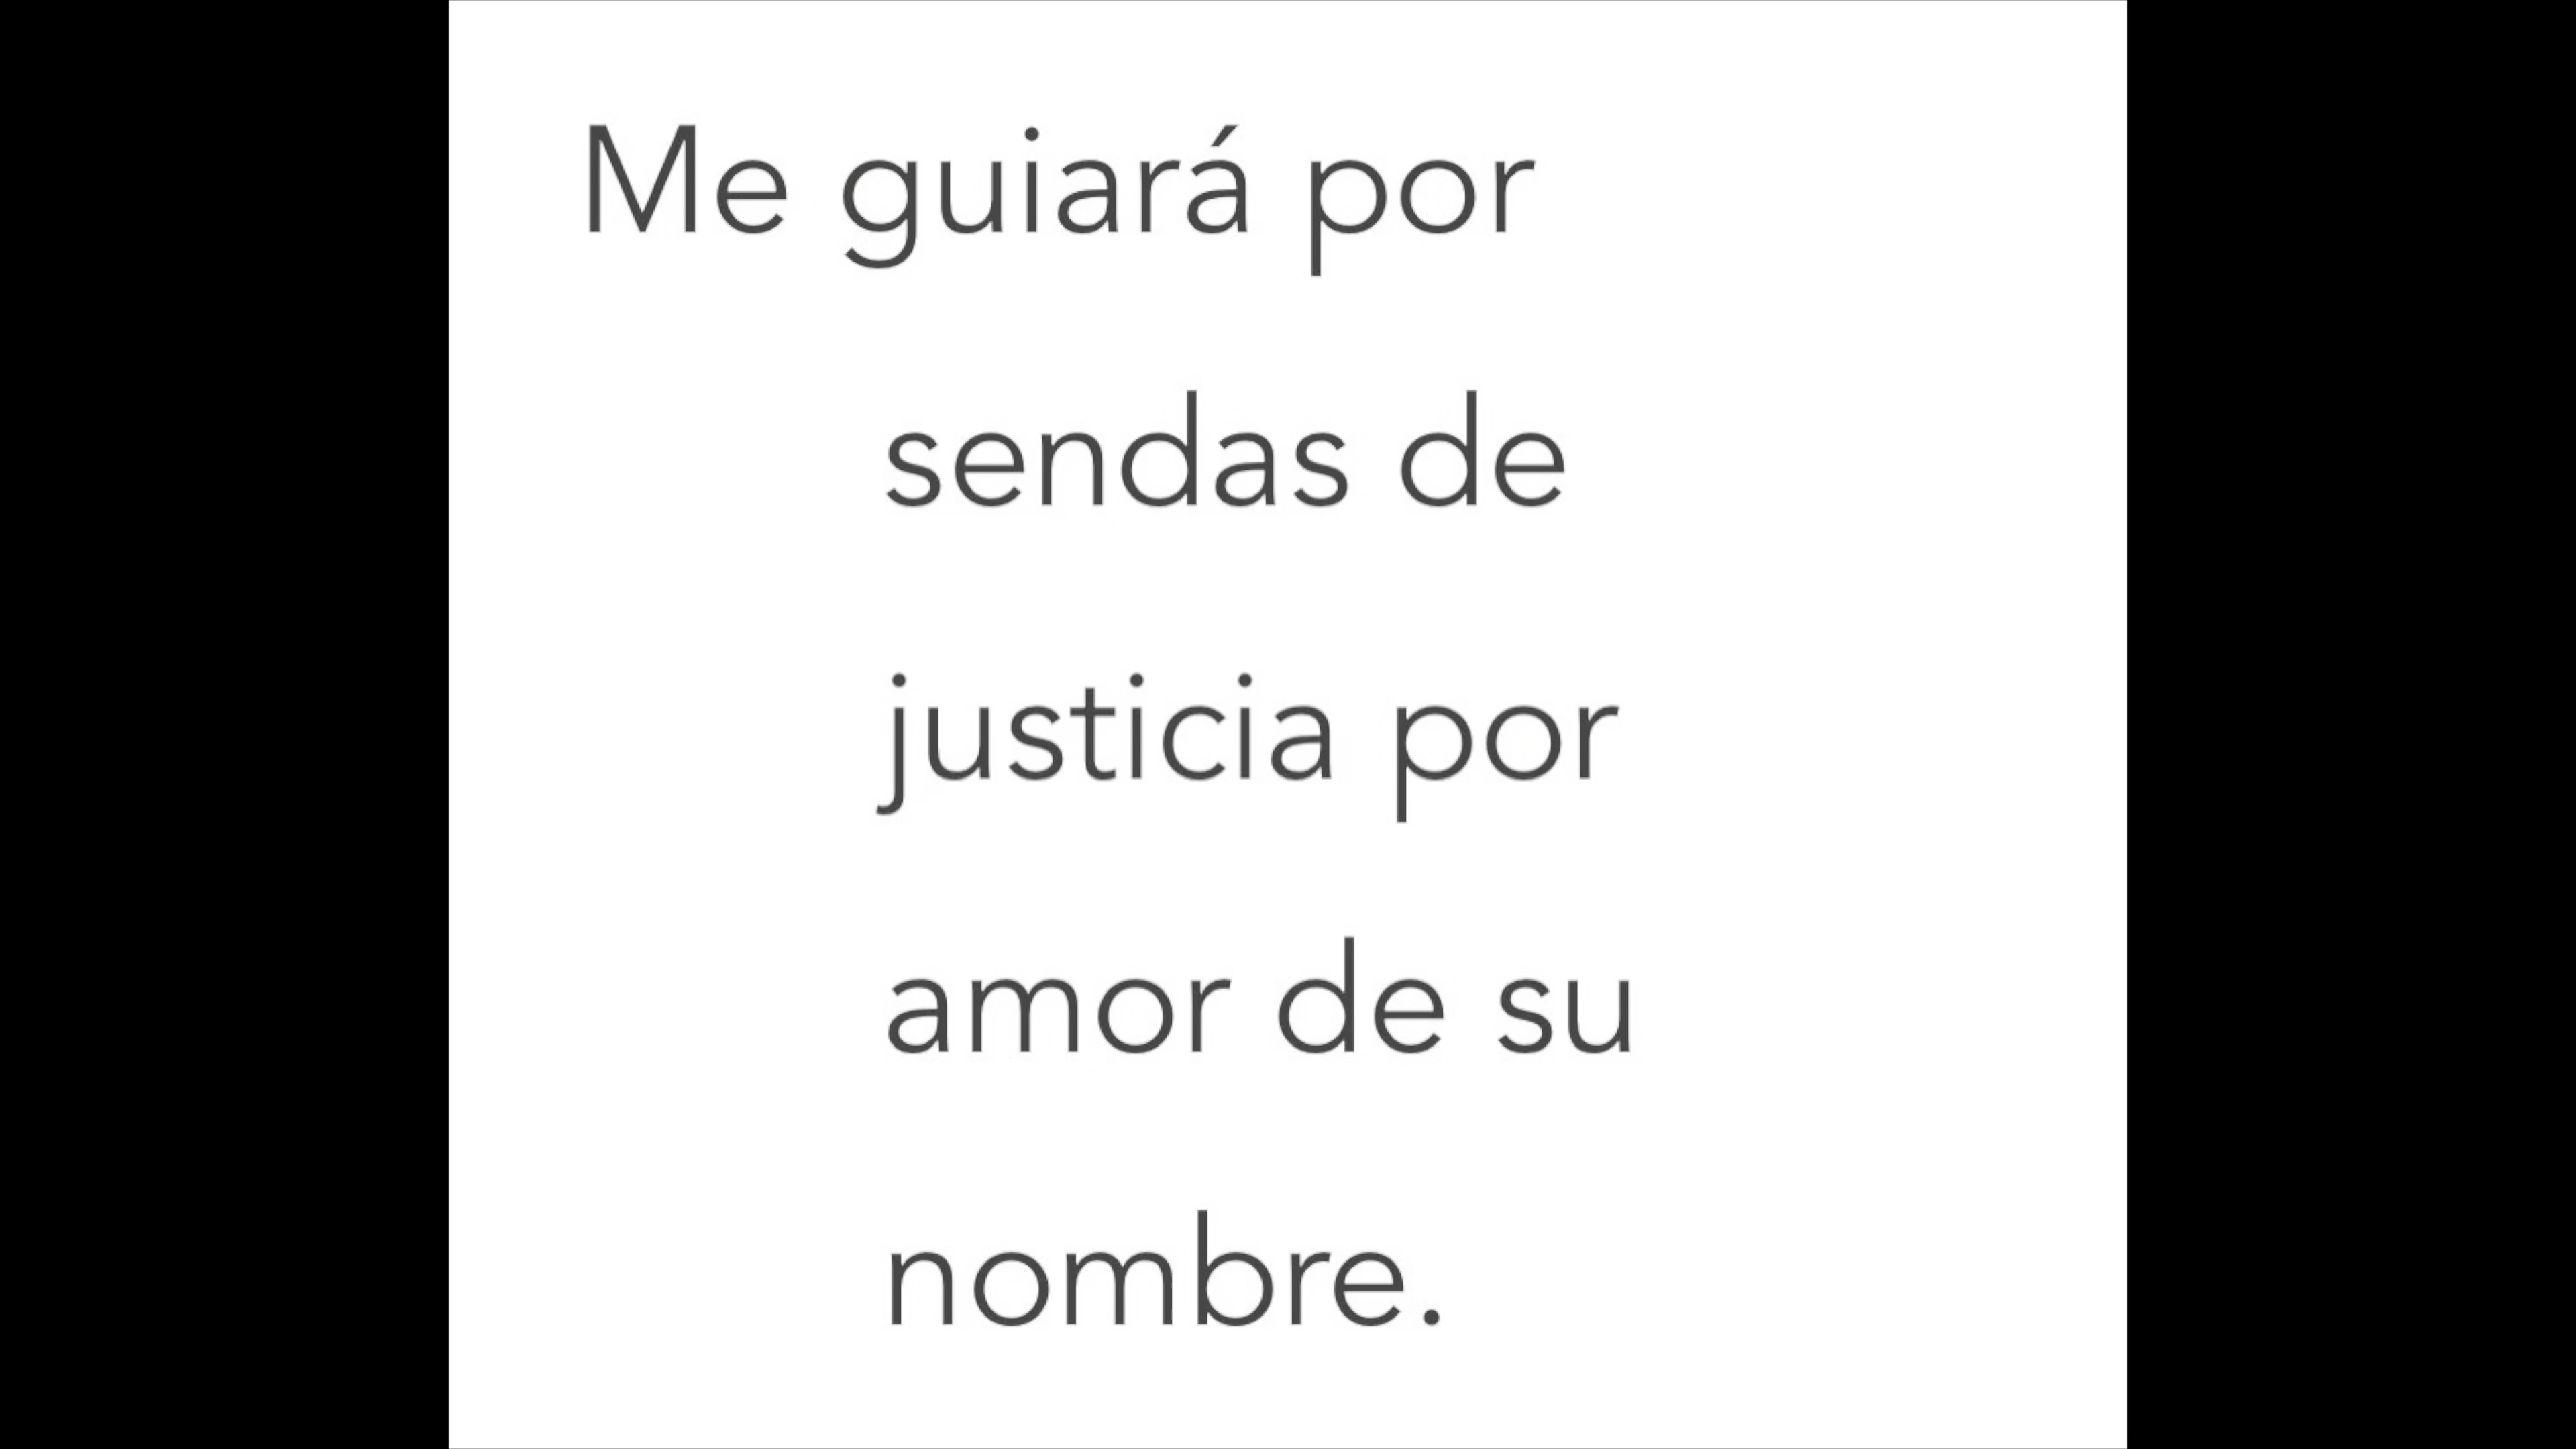 Me guiará por
sendas de
justicia por
amor de su
nombre.